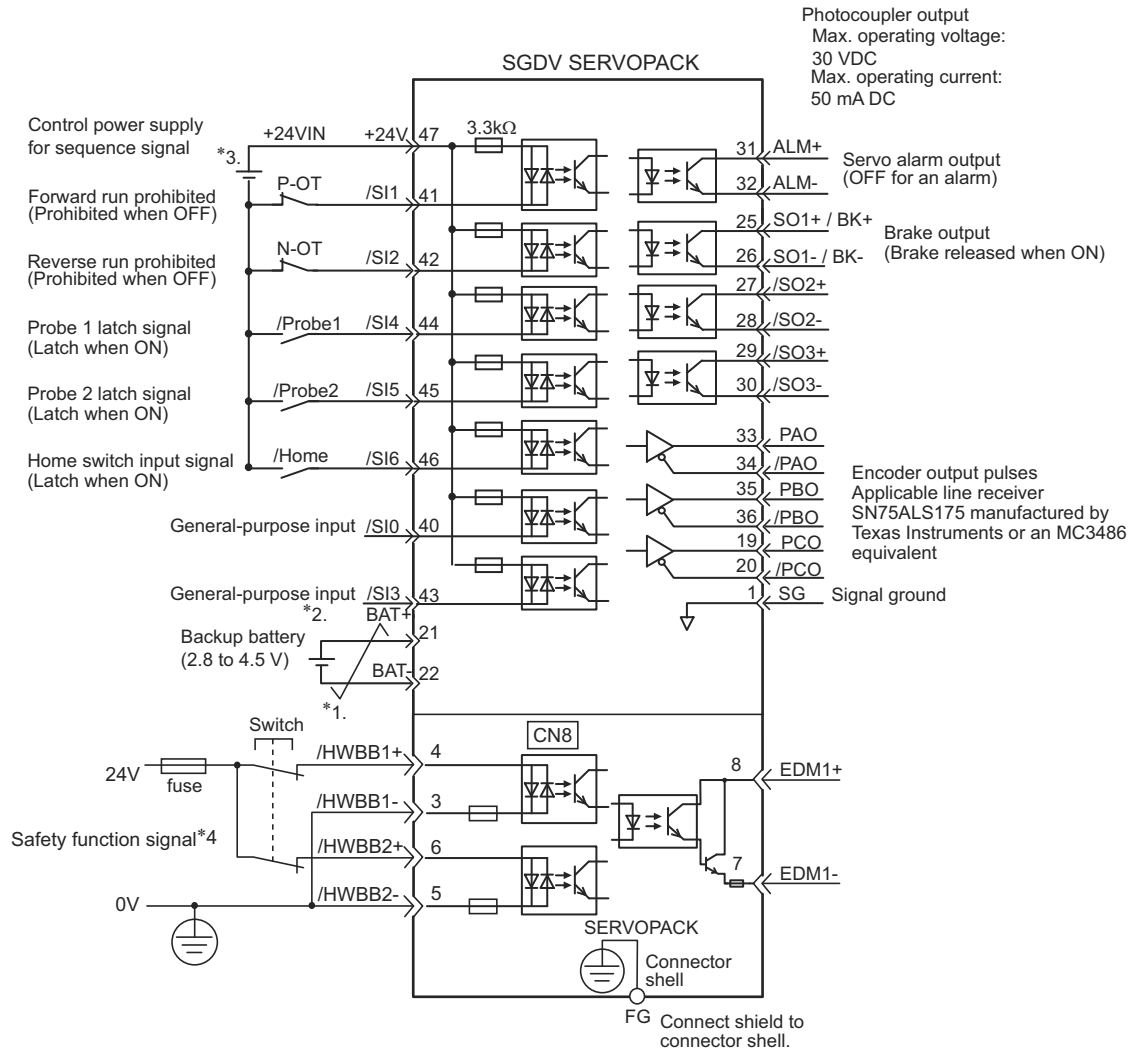 Photocoupler output
Max. operating voltage:
30 VDC
Max. operating current:
50 mA DC
SGDV SERVOPACK
Control power supply
for sequence signal
*3.
+24VIN
+24V
47
3.3kΩ
31
ALM+
Servo alarm output
(OFF for an alarm)
32
ALM-
Forward run prohibited
(Prohibited when OFF)
P-OT
/SI1
41
25
SO1+ / BK+
Brake output
(Brake released when ON)
26
SO1- / BK-
Reverse run prohibited
(Prohibited when OFF)
N-OT
/SI2
42
27
/SO2+
28
/SO2-
Probe 1 latch signal
(Latch when ON)
/Probe1
/SI4
44
29
/SO3+
30
/SO3-
Probe 2 latch signal
(Latch when ON)
/Probe2
/SI5
45
33
PAO
34
/PAO
Home switch input signal
(Latch when ON)
/Home
/SI6
46
Encoder output pulses
Applicable line receiver
SN75ALS175 manufactured by
Texas Instruments or an MC3486
equivalent
35
PBO
36
/PBO
General-purpose input
/SI0
40
19
PCO
20
/PCO
General-purpose input
/SI3
43
1
SG
Signal ground
*2.
BAT+
21
Backup battery
(2.8 to 4.5 V)
BAT-
22
*1.
Switch
CN8
24V
fuse
/HWBB1+
4
8
EDM1+
/HWBB1-
3
Safety function signal*4
/HWBB2+
6
7
EDM1-
0V
/HWBB2-
5
SERVOPACK
Connector
shell
FG
Connect shield to
connector shell.